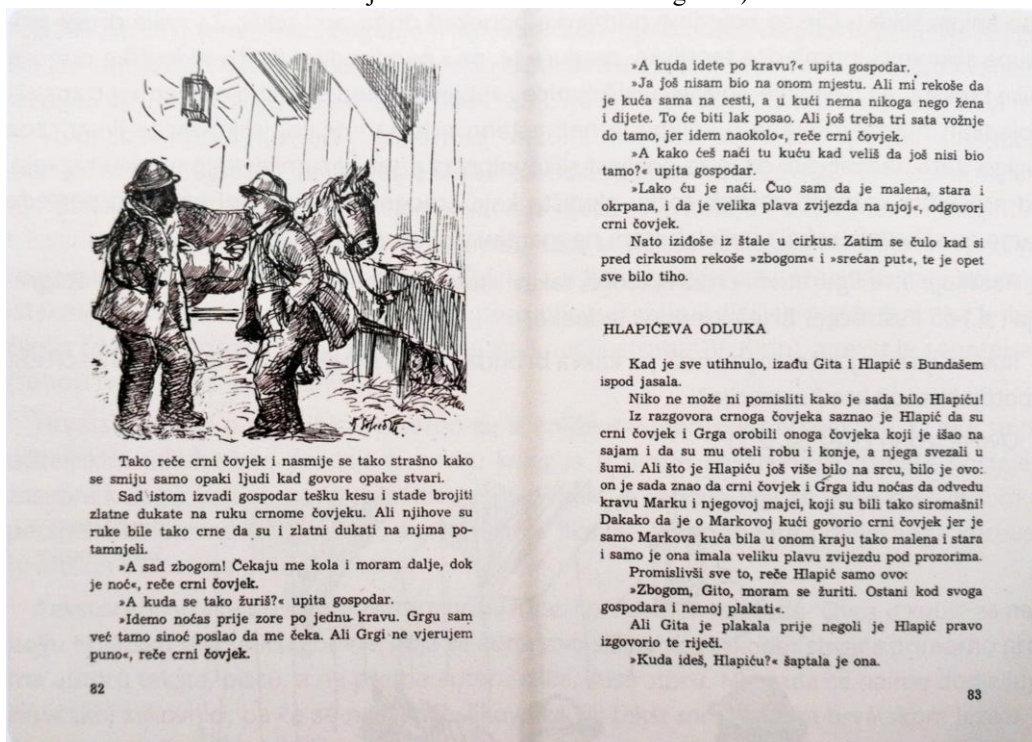 Tako reče crni čovjek i nasmije se tako strašno kako
se smiju samo opaki ljudi kad govore opake stvari.
Sad istom izvadi gospodar tešku kesu i stade brojiti
zlatne dukate na ruku crnome čovjeku. Ali njihove su
ruke bile tako crne da su i zlatni dukati na njima po-
tamnjeli.
»A sad zbogom! Čekaju me kola i moram dalje, dok
je noć«, reče crni čovjek.
»A kuda se tako žuriš?« upita gospodar.
»Idemo noćas prije zore po jednu kravu. Grgu sam
već tamo sinoć poslao da me čeka. Ali Grgi ne vjerujem
puno«, reče crni čovjek.
82
»A kuda idete po kravu?« upita gospodar.
»Ja još nisam bio na onom mjestu. Ali mi rekoše da
je kuća sama na cesti, a u kući nema nikoga nego žena
i dijete. To će biti lak posao. Ali još treba tri sata vožnje
do tamo, jer idem naokolo«, reče crni čovjek.
»A kako ćeš naći tu kuću kad veliš da još nisi bio
tamo?« upita gospodar.
»Lako ću je naći. Čuo sam da je malena, stara i
okrpana, i da je velika plava zvijezda na njoj«, odgovori
crni čovjek.
Nato iziđoše iz štale u cirkus. Zatim se čulo kad si
pred cirkusom rekoše »zbogom« i »srećan put«, te je opet
sve bilo tiho.
HLAPIĆEVA ODLUKA
Kad je sve utihnulo, izađu Gita i Hlapić s Bundašem
ispod jasala.
Niko ne može ni pomisliti kako je sada bilo Hlapiću!
Iz razgovora crnoga čovjeka saznao je Hlapić da su
crni čovjek i Grga orobili onoga čovjeka koji je išao na
sajam i da su mu oteli robu i konje, a njega svezali u
šumi. Ali što je Hlapiću još više bilo na srcu, bilo je ovo:
on je sada znao da crni čovjek i Grga idu noćas da odvedu
kravu Marku i njegovoj majci, koji su bili tako siromašni!
Dakako da je o Markovoj kući govorio crni čovjek jer je
samo Markova kuća bila u onom kraju tako malena i stara
i samo je ona imala veliku plavu zvijezdu pod prozorima.
Promislivši sve to, reče Hlapić samo ovo:
»Zbogom, Gito, moram se žuriti. Ostani kod svoga
gospodara i nemoj plakati«.
Ali Gita je plakala prije negoli je Hlapić pravo
izgovorio te riječi.
»Kuda ideš, Hlapiću?« šaptala je ona.
83